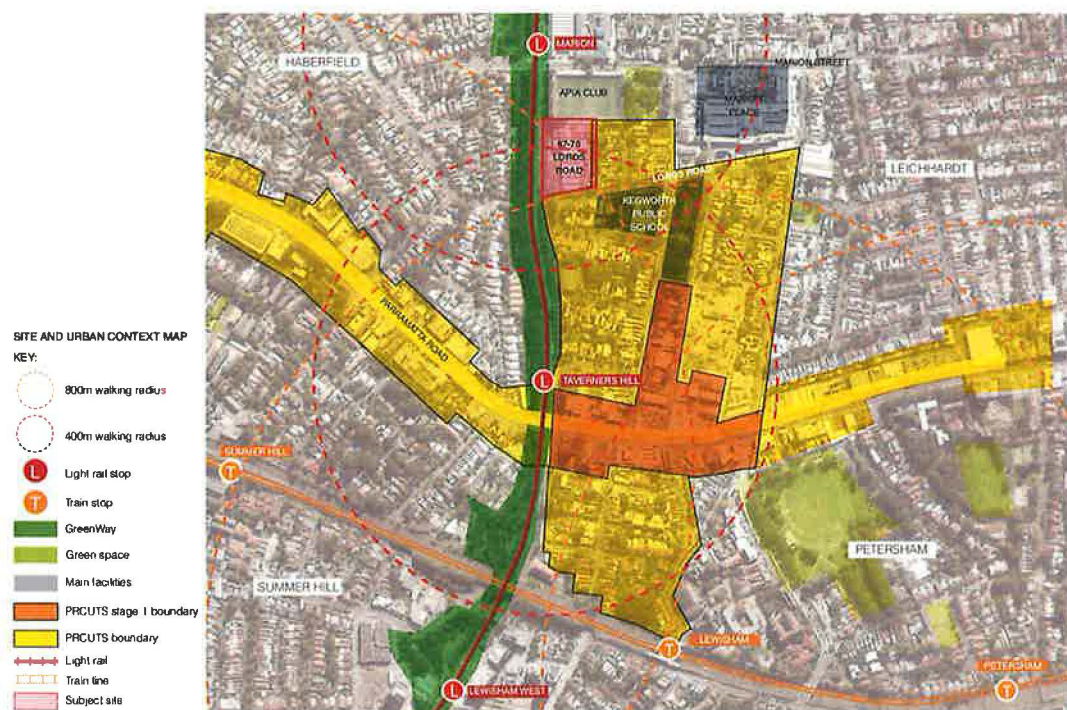 SITE AND URBAN CONTEXT MAP
KEY:
800m walking radius
400m walking radius
L
Light rail stop
T
Train stop
GreenWay
Green space
Main facilities
PRCUTS stage 1 boundary
PRCUTS boundary
Light rail
Train line
Subject site
L
MARION
HABERFIELD
MARION STREET
APIA CLUB
MARKET
PLACE
LORDS
ROAD
LORDS ROAD
LEICHHARDT
KEGWORTH
PUBLIC
SCHOOL
PARRAMATTA ROAD
L
TAVERNERS HILL
SUMMER HILL
T
PETERSHAM
SUMMER HILL
LEWISHAM
T
PETERSHAM
T
L
LEWISHAM WEST